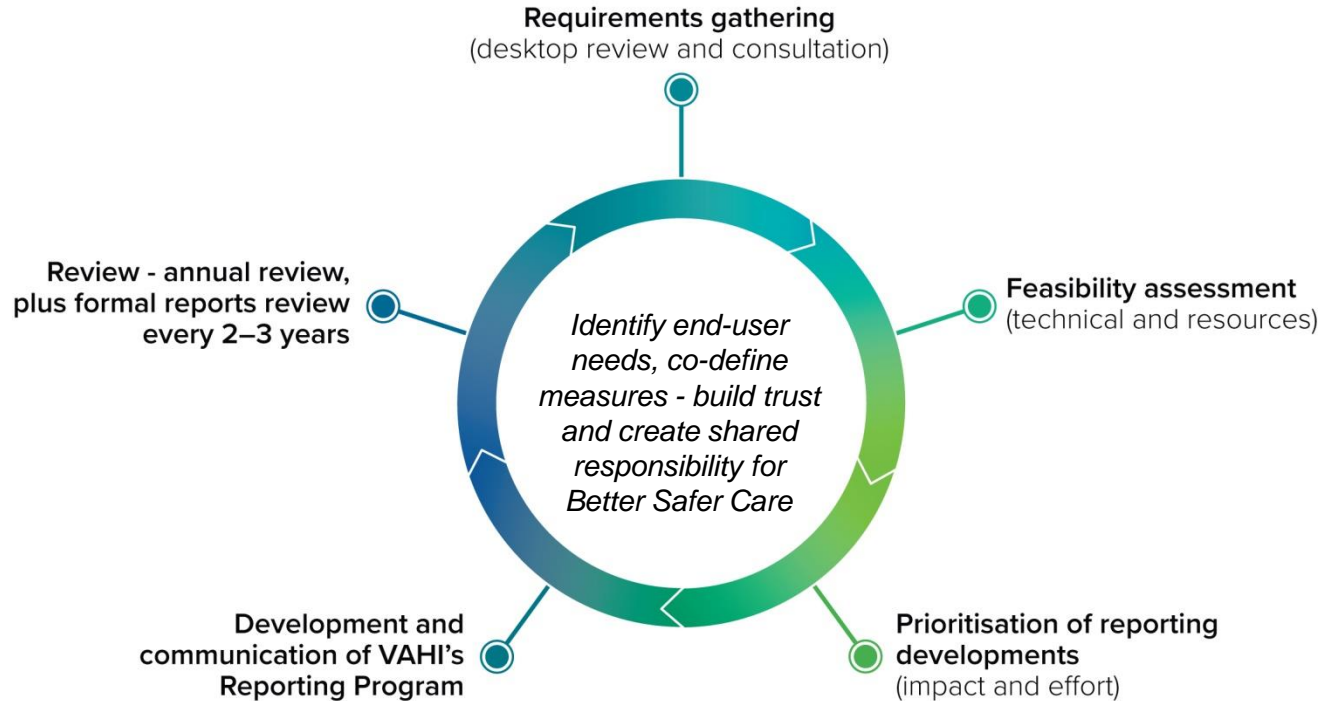 Requirements gathering
(desktop review and consultation)
Feasibility assessment
(technical and resources)
Prioritisation of reporting
developments
(impact and effort)
Development and
communication of VAHI’s
Reporting Program
Review - annual review,
plus formal reports review
every 2–3 years
Identify end-user
needs, co-define
measures - build trust
and create shared
responsibility for
Better Safer Care